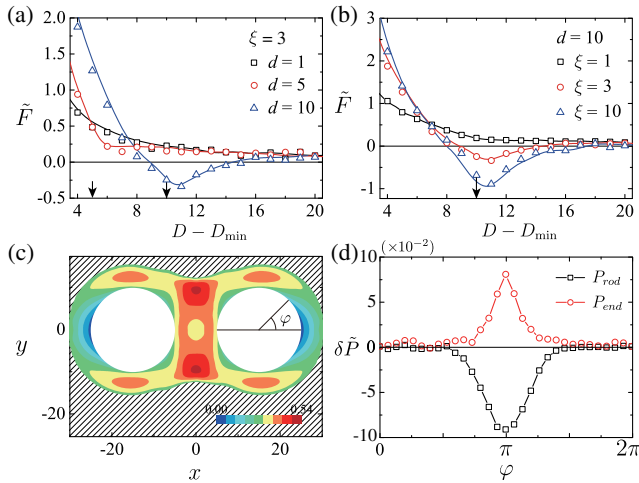 (a)
2.0
1.5
1.0
0.5
0.0
-0.5
F̃
ξ = 3
d = 1
d = 5
d = 10
4 8 12 16 20
D − D_min
(b)
3
2
1
0
-1
F̃
d = 10
ξ = 1
ξ = 3
ξ = 10
4 8 12 16 20
D − D_min
(c)
0
-20
y
φ
0.00 0.54
-20 0 20
x
(d)
(×10⁻²)
10
5
0
-5
-10
δP̃
P_rod
P_end
0 π 2π
φ